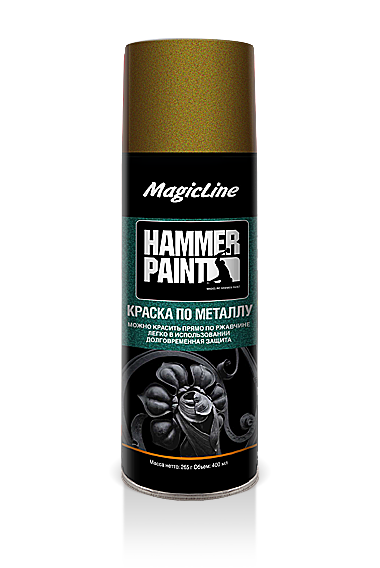 MagicLine
HAMMER
PAINT
КРАСКА ПО МЕТАЛЛУ
МОЖНО КРАСИТЬ ПРЯМО ПО РЖАВЧИНЕ
ЛЕГКО В ИСПОЛЬЗОВАНИИ
ДОЛГОВРЕМЕННАЯ ЗАЩИТА
Масса нетто: 265 г Объем: 400 мл